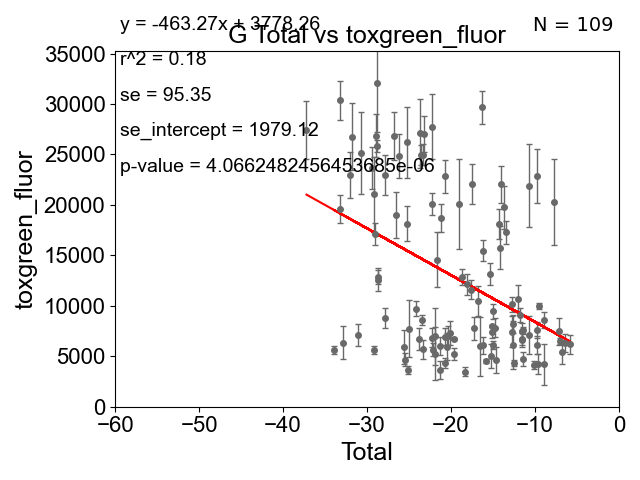 y = -463.27x + 3778.26
N = 109
G Total vs toxgreen_fluor
r^2 = 0.18
se = 95.35
se_intercept = 1979.12
p-value = 4.0662482456453685e-06
35000
30000
25000
20000
15000
10000
5000
0
toxgreen_fluor
−60
−50
−40
−30
−20
−10
0
Total